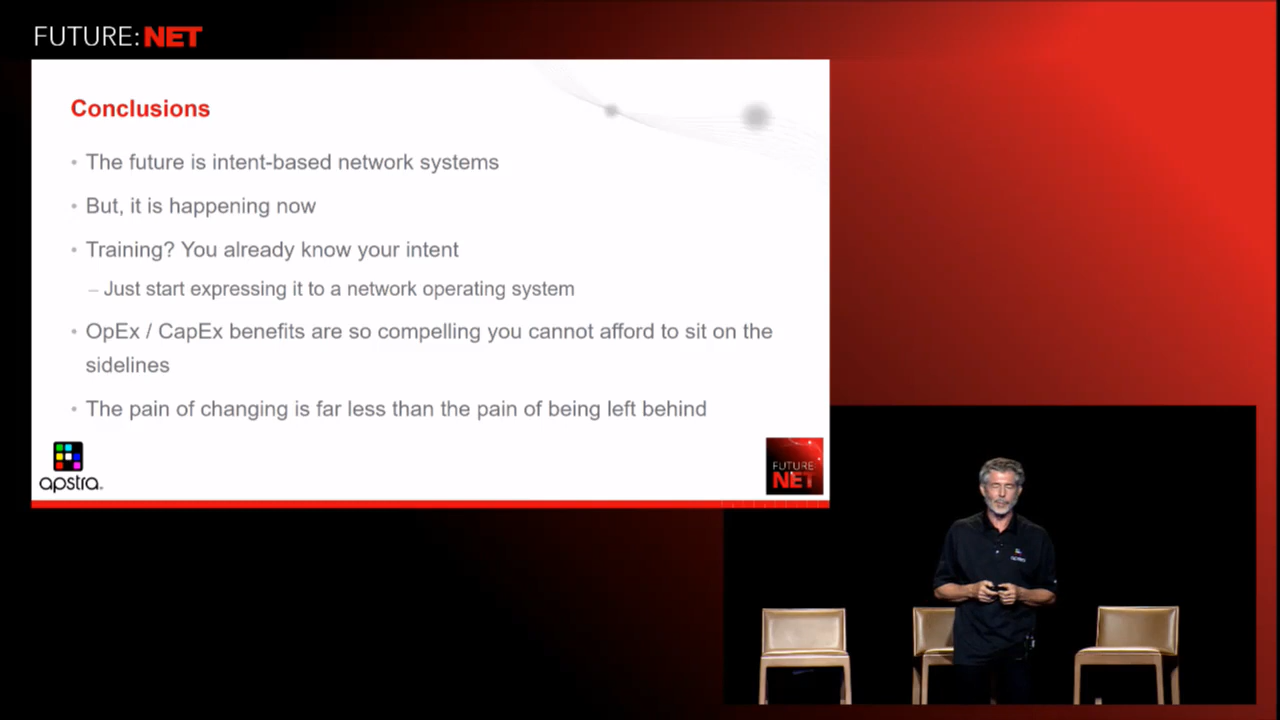 FUTURE:NET
Conclusions
• The future is intent-based network systems
• But, it is happening now
• Training? You already know your intent
– Just start expressing it to a network operating system
• OpEx / CapEx benefits are so compelling you cannot afford to sit on the
sidelines
• The pain of changing is far less than the pain of being left behind
apstra.
FUTURE:
NET